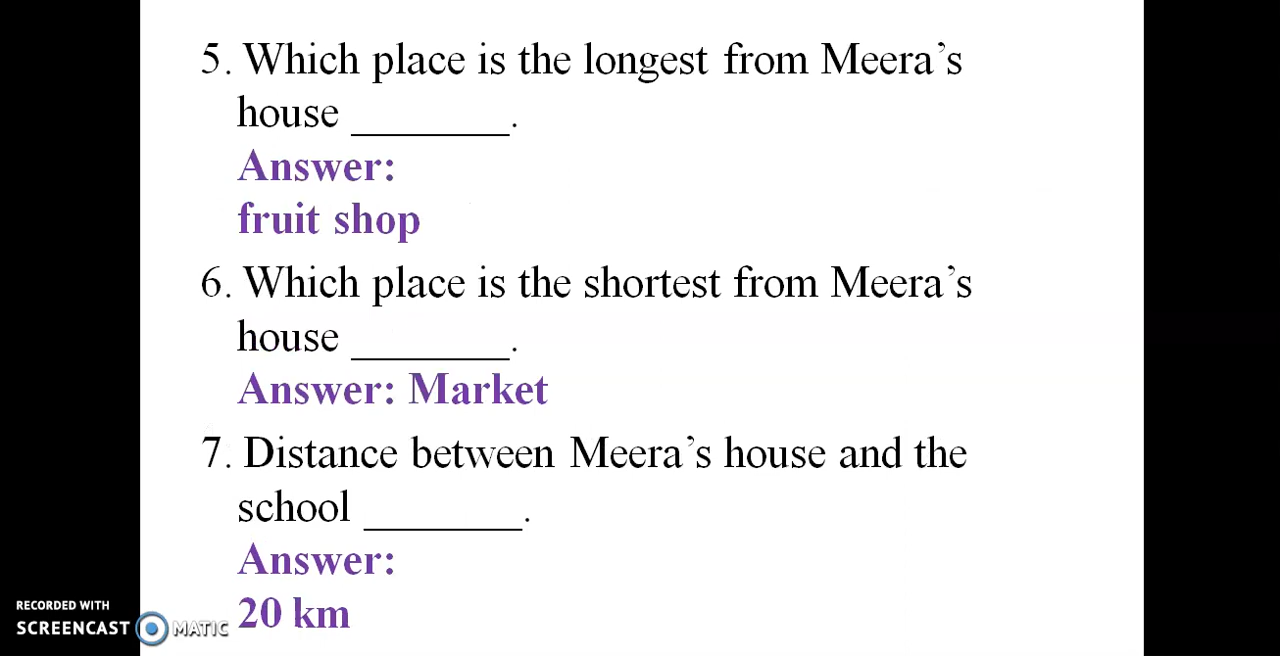 5. Which place is the longest from Meera’s
house ________.
Answer:
fruit shop
6. Which place is the shortest from Meera’s
house ________.
Answer: Market
7. Distance between Meera’s house and the
school ________.
Answer:
20 km
RECORDED WITH
SCREENCAST MATIC